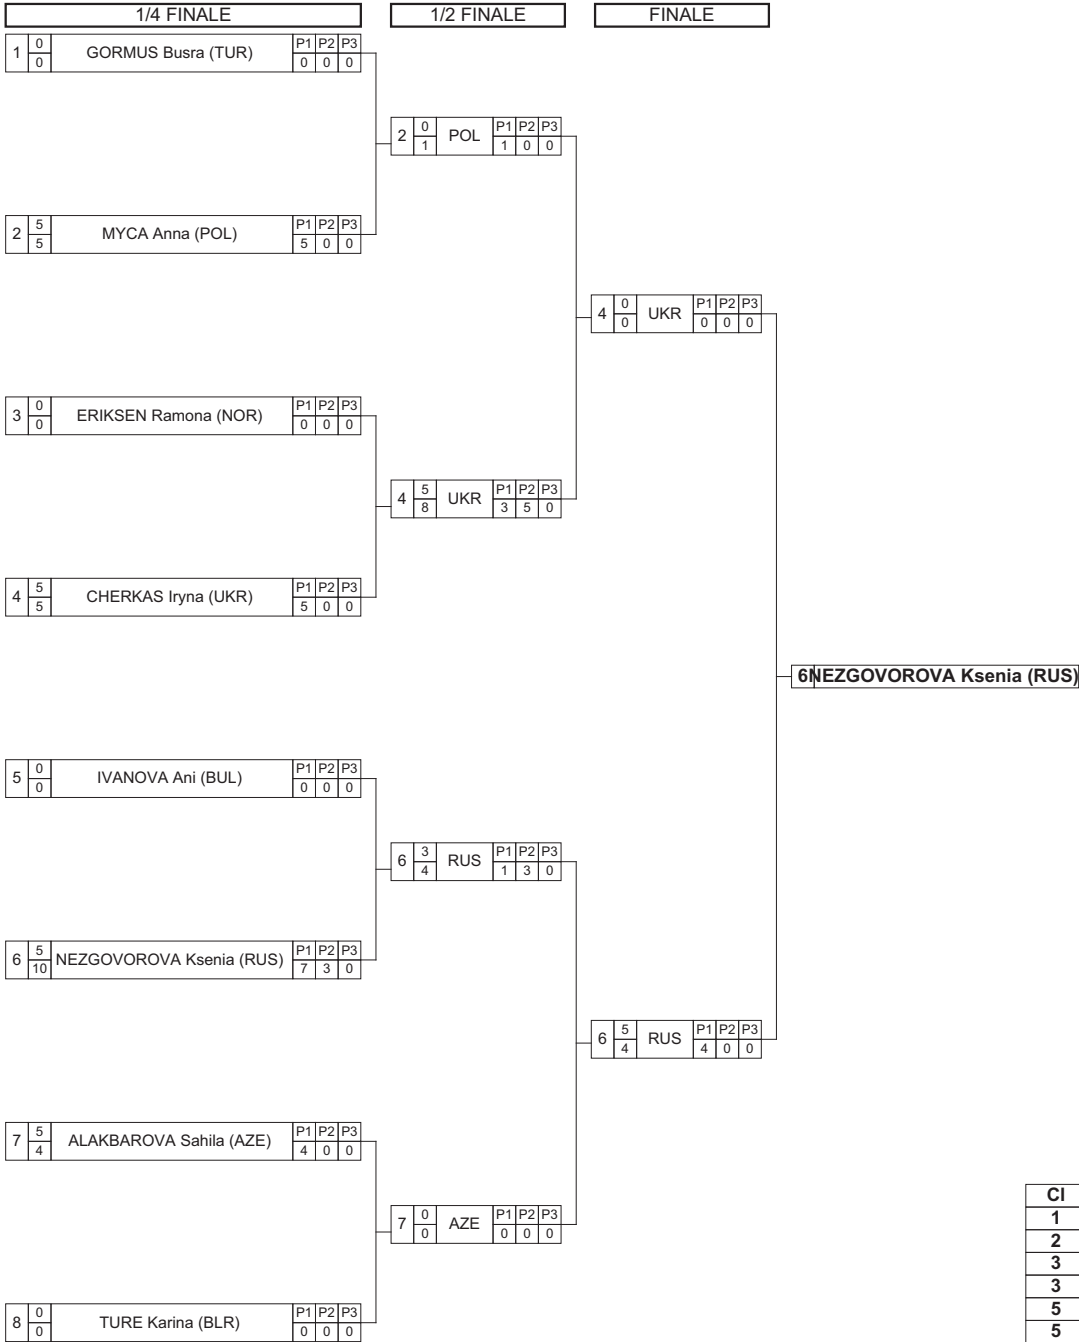 1/4 FINALE 1/2 FINALE FINALE
1 0 0 GORMUS Busra (TUR) P1 P2 P3 0 0 0
2 0 1 POL P1 P2 P3 1 0 0
2 5 5 MYCA Anna (POL) P1 P2 P3 5 0 0
4 0 0 UKR P1 P2 P3 0 0 0
3 0 0 ERIKSEN Ramona (NOR) P1 P2 P3 0 0 0
4 5 8 UKR P1 P2 P3 3 5 0
4 5 5 CHERKAS Iryna (UKR) P1 P2 P3 5 0 0
6 NEZGOVOROVA Ksenia (RUS)
5 0 0 IVANOVA Ani (BUL) P1 P2 P3 0 0 0
6 3 4 RUS P1 P2 P3 1 3 0
6 5 10 NEZGOVOROVA Ksenia (RUS) P1 P2 P3 7 3 0
6 5 4 RUS P1 P2 P3 4 0 0
7 5 4 ALAKBAROVA Sahila (AZE) P1 P2 P3 4 0 0
7 0 0 AZE P1 P2 P3 0 0 0
8 0 0 TURE Karina (BLR) P1 P2 P3 0 0 0
Cl
1
2
3
3
5
5